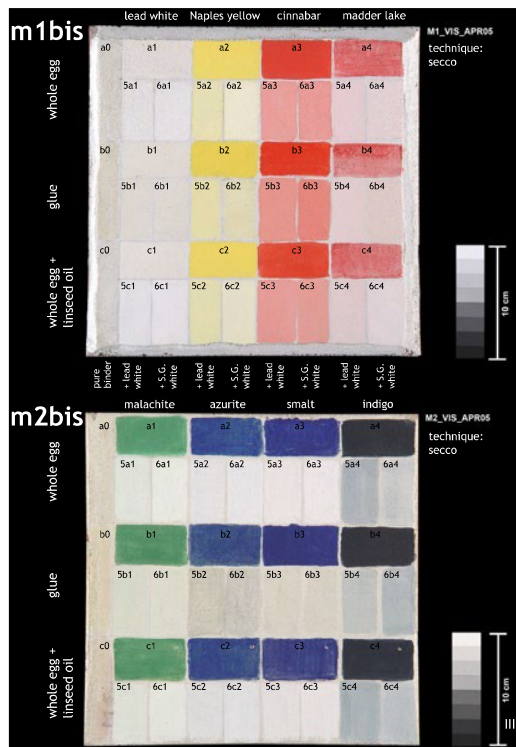 m1bis
lead white Naples yellow cinnabar madder lake
M1_VIS_APR05
technique:
secco
whole egg
a0 a1 a2 a3 a4
5a1 6a1 5a2 6a2 5a3 6a3 5a4 6a4
glue
b0 b1 b2 b3 b4
5b1 6b1 5b2 6b2 5b3 6b3 5b4 6b4
whole egg +
linseed oil
c0 c1 c2 c3 c4
5c1 6c1 5c2 6c2 5c3 6c3 5c4 6c4
10 cm
pure
binder
+ lead
white
+ S.G.
white
+ lead
white
+ S.G.
white
+ lead
white
+ S.G.
white
+ lead
white
+ S.G.
white
m2bis
malachite azurite smalt indigo
M2_VIS_APR05
technique:
secco
whole egg
a0 a1 a2 a3 a4
5a1 6a1 5a2 6a2 5a3 6a3 5a4 6a4
glue
b0 b1 b2 b3 b4
5b1 6b1 5b2 6b2 5b3 6b3 5b4 6b4
whole egg +
linseed oil
c0 c1 c2 c3 c4
5c1 6c1 5c2 6c2 5c3 6c3 5c4 6c4
10 cm